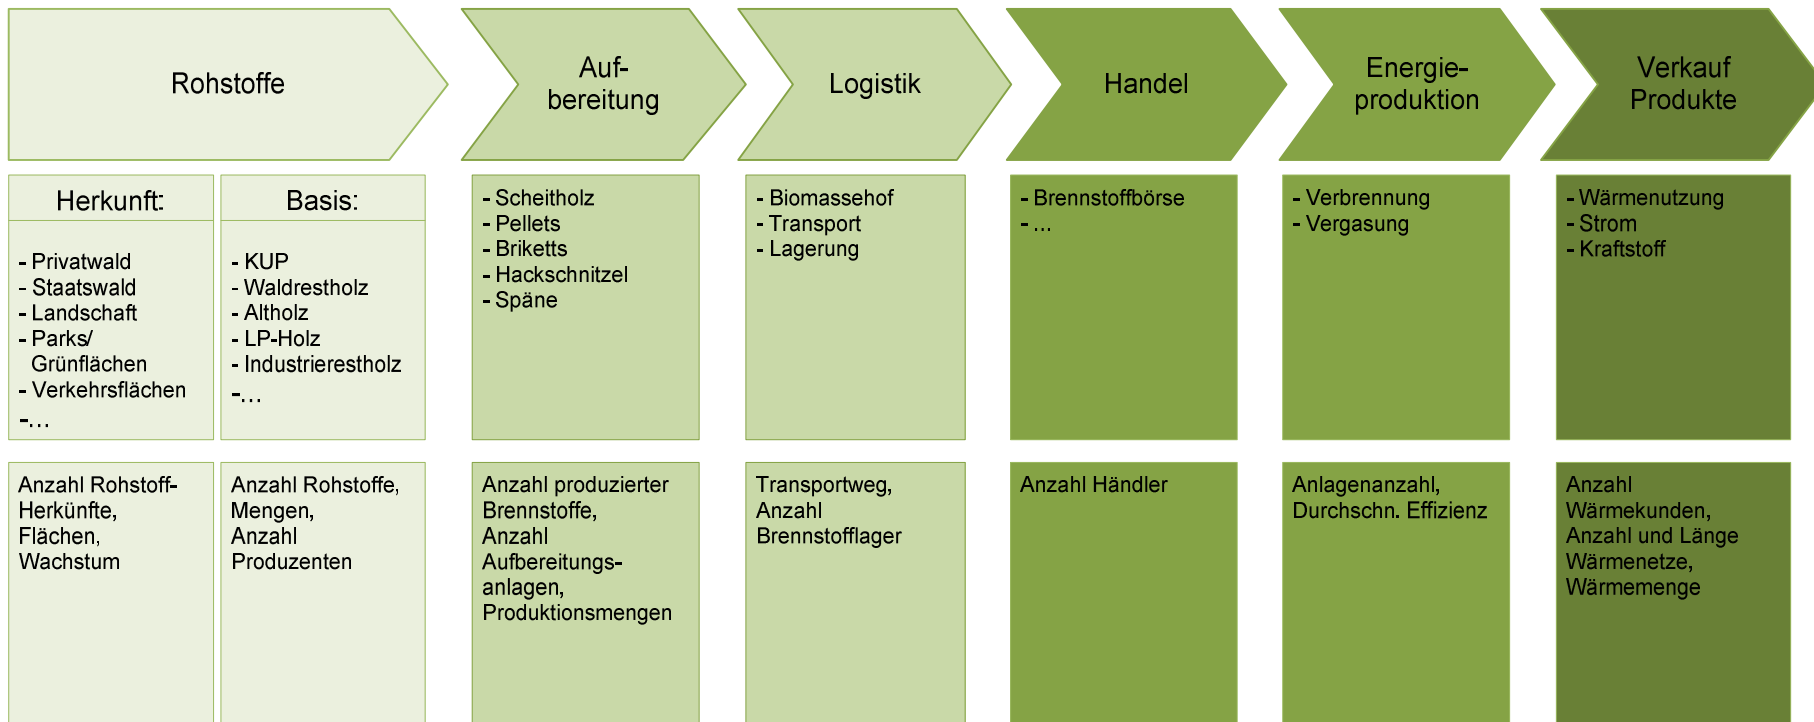 Rohstoffe
Auf-
bereitung
Logistik
Handel
Energie-
produktion
Verkauf
Produkte
Herkunft:
- Privatwald
- Staatswald
- Landschaft
- Parks/
Grünflächen
- Verkehrsflächen
-...
Basis:
- KUP
- Waldrestholz
- Altholz
- LP-Holz
- Industrierestholz
-...
- Scheitholz
- Pellets
- Briketts
- Hackschnitzel
- Späne
- Biomassehof
- Transport
- Lagerung
- Brennstoffbörse
- ...
- Verbrennung
- Vergasung
- Wärmenutzung
- Strom
- Kraftstoff
Anzahl Rohstoff-
Herkünfte,
Flächen,
Wachstum
Anzahl Rohstoffe,
Mengen,
Anzahl
Produzenten
Anzahl produzierter
Brennstoffe,
Anzahl
Aufbereitungs-
anlagen,
Produktionsmengen
Transportweg,
Anzahl
Brennstofflager
Anzahl Händler
Anlagenanzahl,
Durchschn. Effizienz
Anzahl
Wärmekunden,
Anzahl und Länge
Wärmenetze,
Wärmemenge